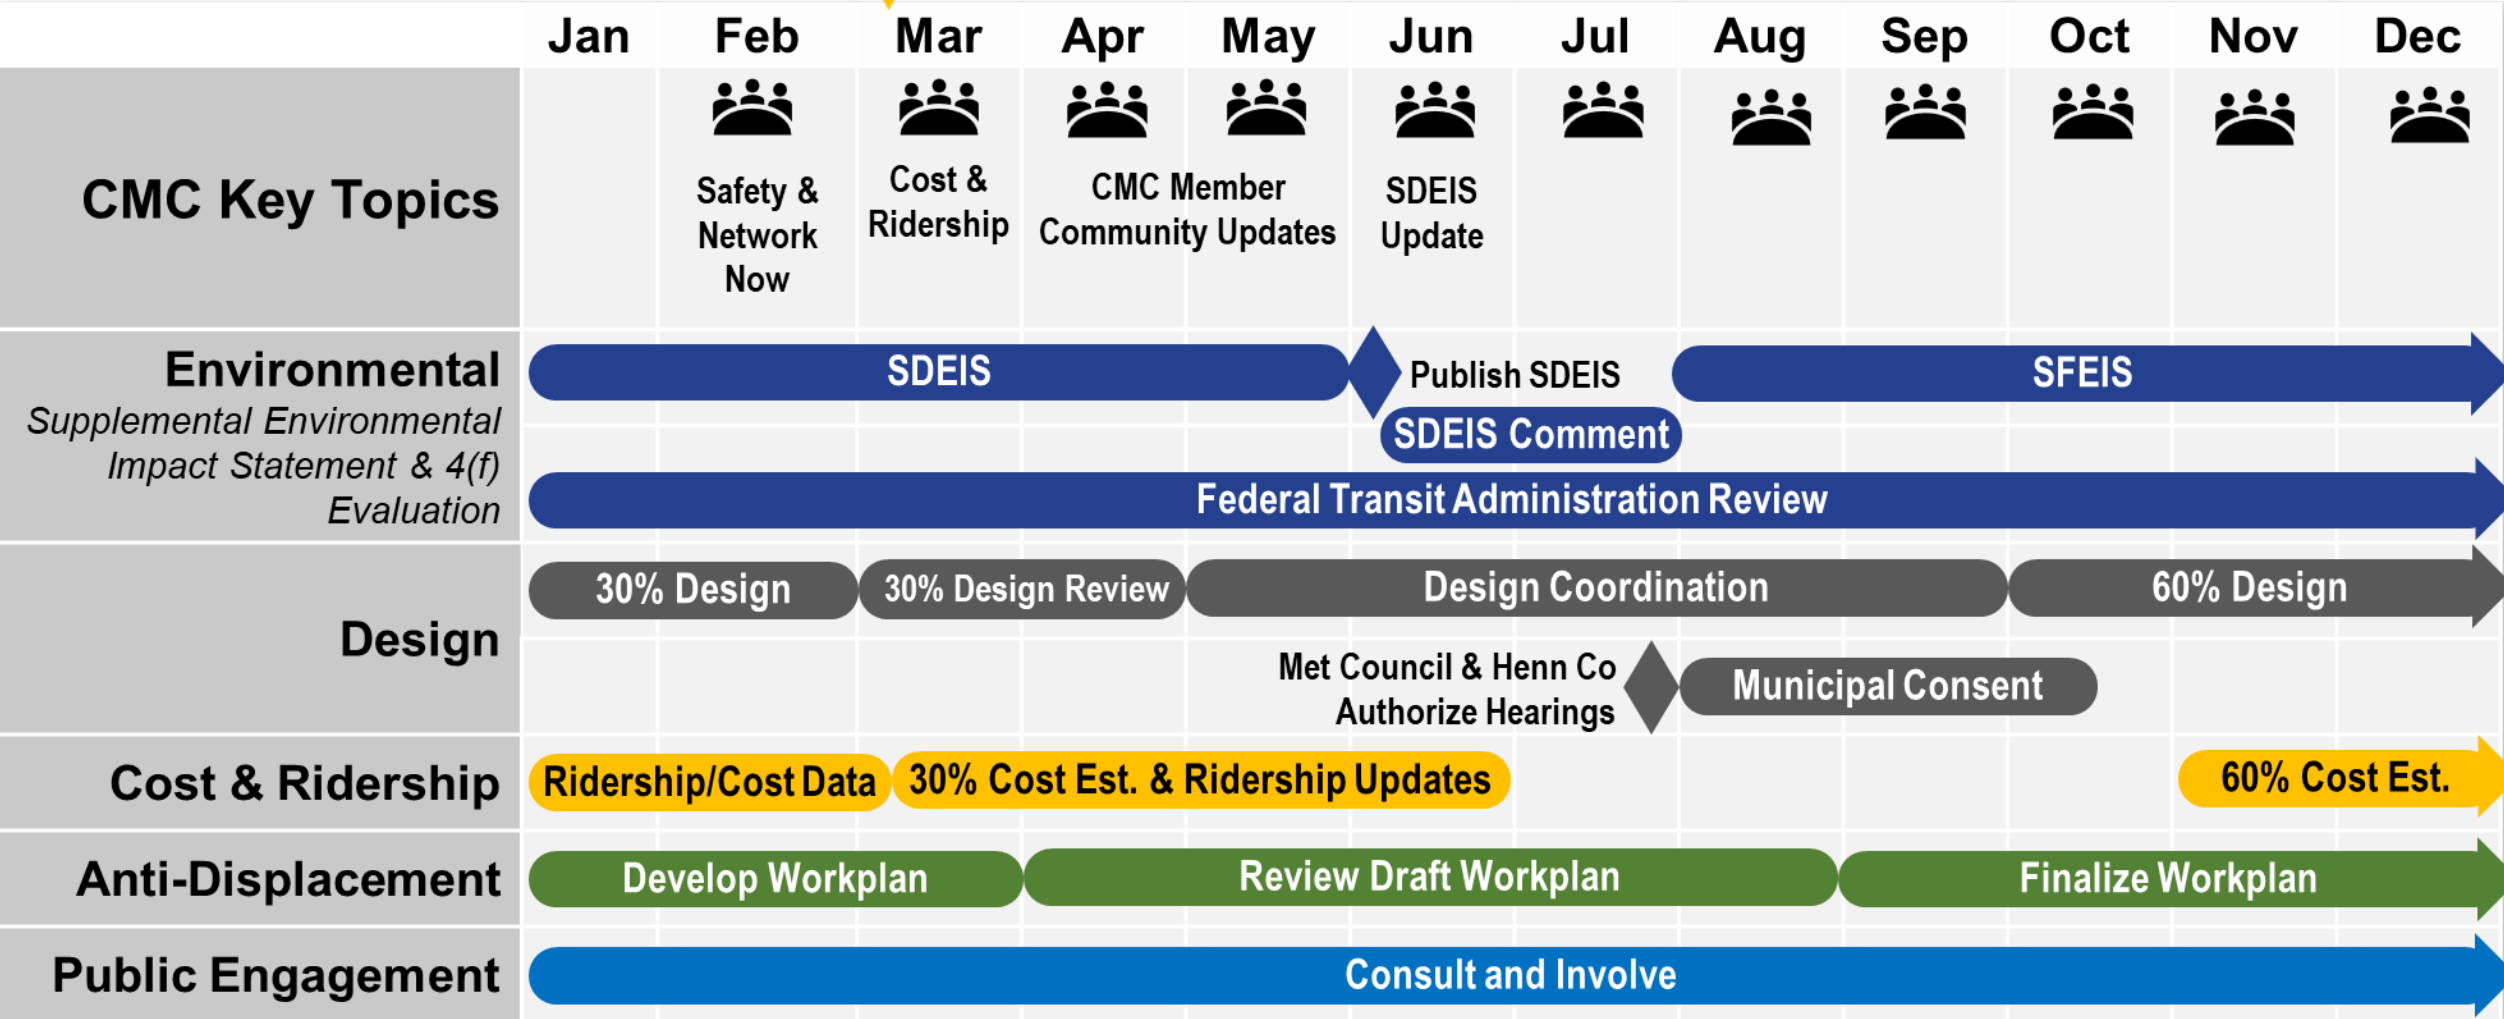 Jan Feb Mar Apr May Jun Jul Aug Sep Oct Nov Dec
CMC Key Topics
Safety &
Network
Now
Cost &
Ridership
CMC Member
Community Updates
SDEIS
Update
Environmental
Supplemental Environmental
Impact Statement & 4(f)
Evaluation
SDEIS
Publish SDEIS
SFEIS
SDEIS Comment
Federal Transit Administration Review
Design
30% Design
30% Design Review
Design Coordination
60% Design
Met Council & Henn Co
Authorize Hearings
Municipal Consent
Cost & Ridership
Ridership/Cost Data
30% Cost Est. & Ridership Updates
60% Cost Est.
Anti-Displacement
Develop Workplan
Review Draft Workplan
Finalize Workplan
Public Engagement
Consult and Involve